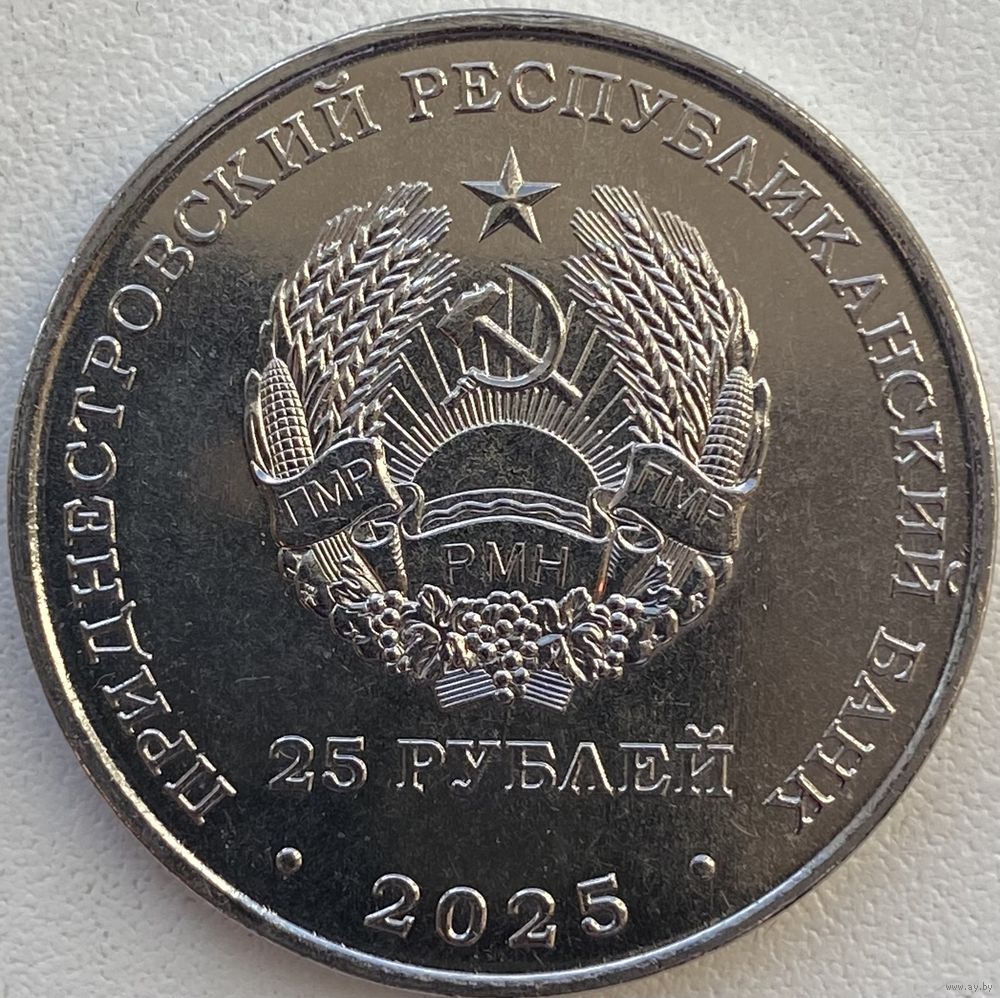 ПРИДНЕСТРОВСКИЙ РЕСПУБЛИКАНСКИЙ БАНК
ПМР
ПМР
РМН
25 РУБЛЕЙ
• 2025 •
www.ay.by